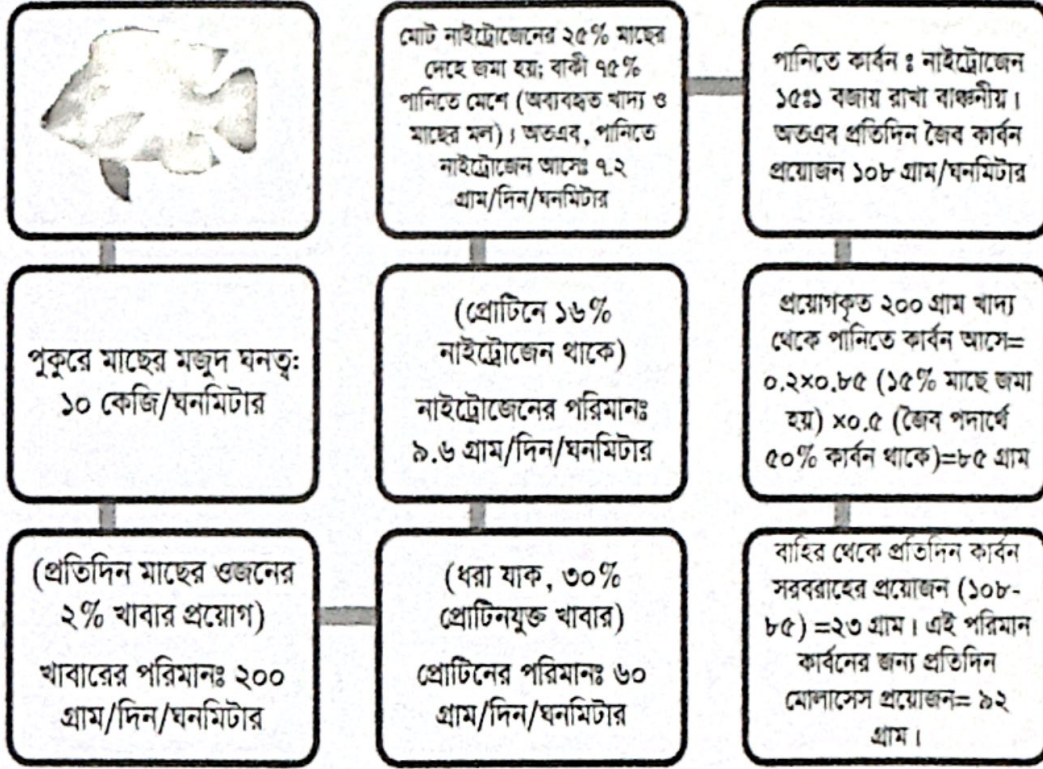 পুকুরে মাছের মজুদ ঘনত্ব:
১০ কেজি/ঘনমিটার
(প্রতিদিন মাছের ওজনের
২% খাবার প্রয়োগ)
খাবারের পরিমানঃ ২০০
গ্রাম/দিন/ঘনমিটার
(ধরা যাক, ৩০%
প্রোটিনযুক্ত খাবার)
প্রোটিনের পরিমানঃ ৬০
গ্রাম/দিন/ঘনমিটার
(প্রোটিনে ১৬%
নাইট্রোজেন থাকে)
নাইট্রোজেনের পরিমানঃ
৯.৬ গ্রাম/দিন/ঘনমিটার
মোট নাইট্রোজেনের ২৫% মাছের
দেহে জমা হয়; বাকী ৭৫%
পানিতে মেশে (অব্যবহৃত খাদ্য ও
মাছের মল)। অতএব, পানিতে
নাইট্রোজেন আসেঃ ৭.২
গ্রাম/দিন/ঘনমিটার
পানিতে কার্বন ঃ নাইট্রোজেন
১৫ঃ১ বজায় রাখা বাঞ্চনীয়।
অতএব প্রতিদিন জৈব কার্বন
প্রয়োজন ১০৮ গ্রাম/ঘনমিটার
প্রয়োগকৃত ২০০ গ্রাম খাদ্য
থেকে পানিতে কার্বন আসে=
০.২×০.৮৫ (১৫% মাছে জমা
হয়) ×০.৫ (জৈব পদার্থে
৫০% কার্বন থাকে)=৮৫ গ্রাম
বাহির থেকে প্রতিদিন কার্বন
সরবরাহের প্রয়োজন (১০৮-
৮৫) =২৩ গ্রাম। এই পরিমান
কার্বনের জন্য প্রতিদিন
মোলাসেস প্রয়োজন= ৯২
গ্রাম।